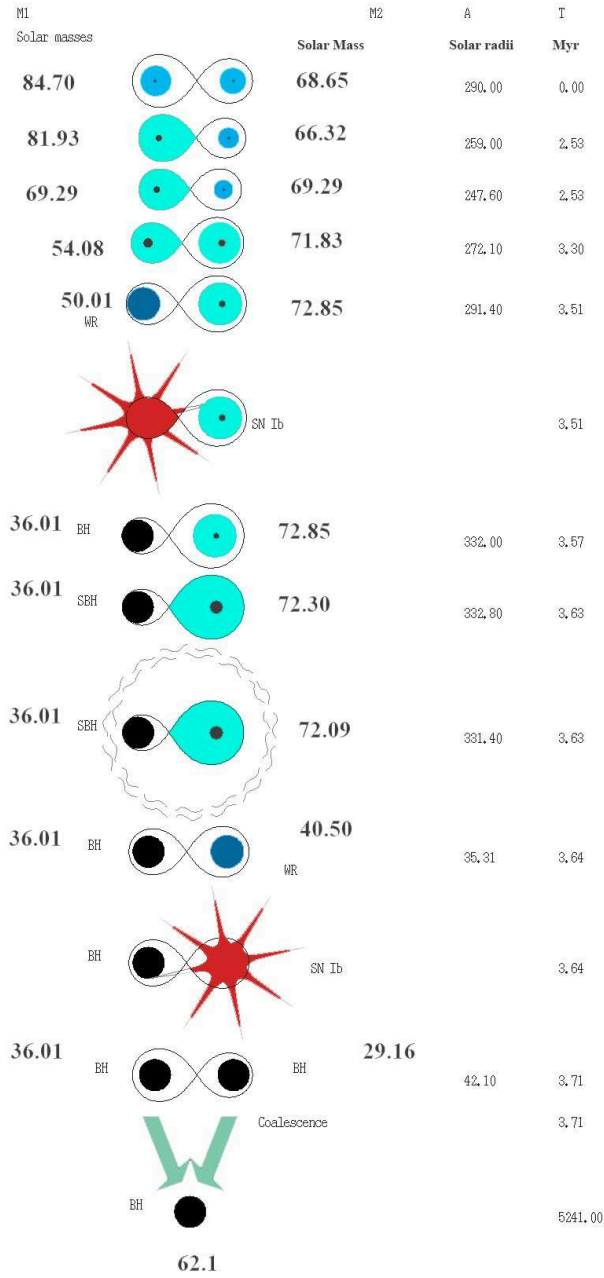 M1 M2 A T
Solar masses Solar Mass Solar radii Myr
84.70 68.65 290.00 0.00
81.93 66.32 259.00 2.53
69.29 69.29 247.60 2.53
54.08 71.83 272.10 3.30
50.01 WR 72.85 291.40 3.51
SN Ib 3.51
36.01 BH 72.85 332.00 3.57
36.01 SBH 72.30 332.80 3.63
36.01 SBH 72.09 331.40 3.63
36.01 BH 40.50 WR 35.31 3.64
BH SN Ib 3.64
36.01 BH BH 29.16 42.10 3.71
Coalescence 3.71
BH 5241.00
62.1